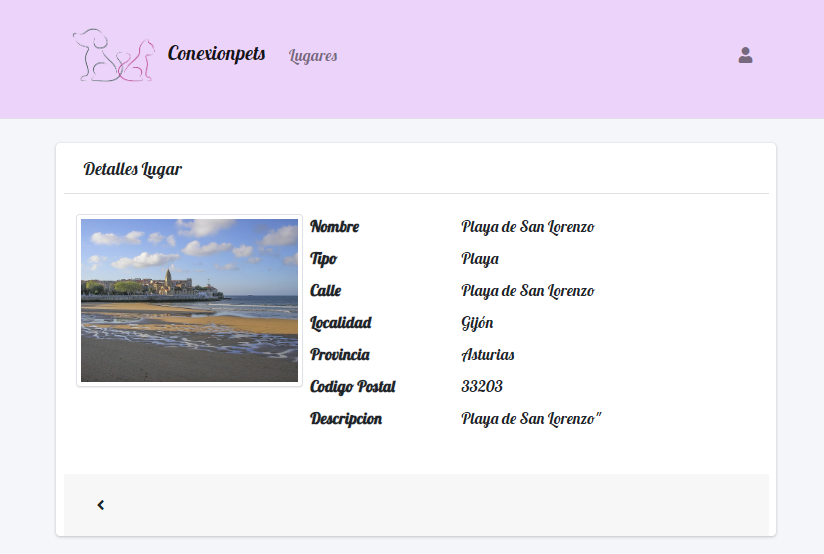 Conexionpets Lugares
Detalles Lugar
Nombre Playa de San Lorenzo
Tipo Playa
Calle Playa de San Lorenzo
Localidad Gijón
Provincia Asturias
Codigo Postal 33203
Descripcion Playa de San Lorenzo"